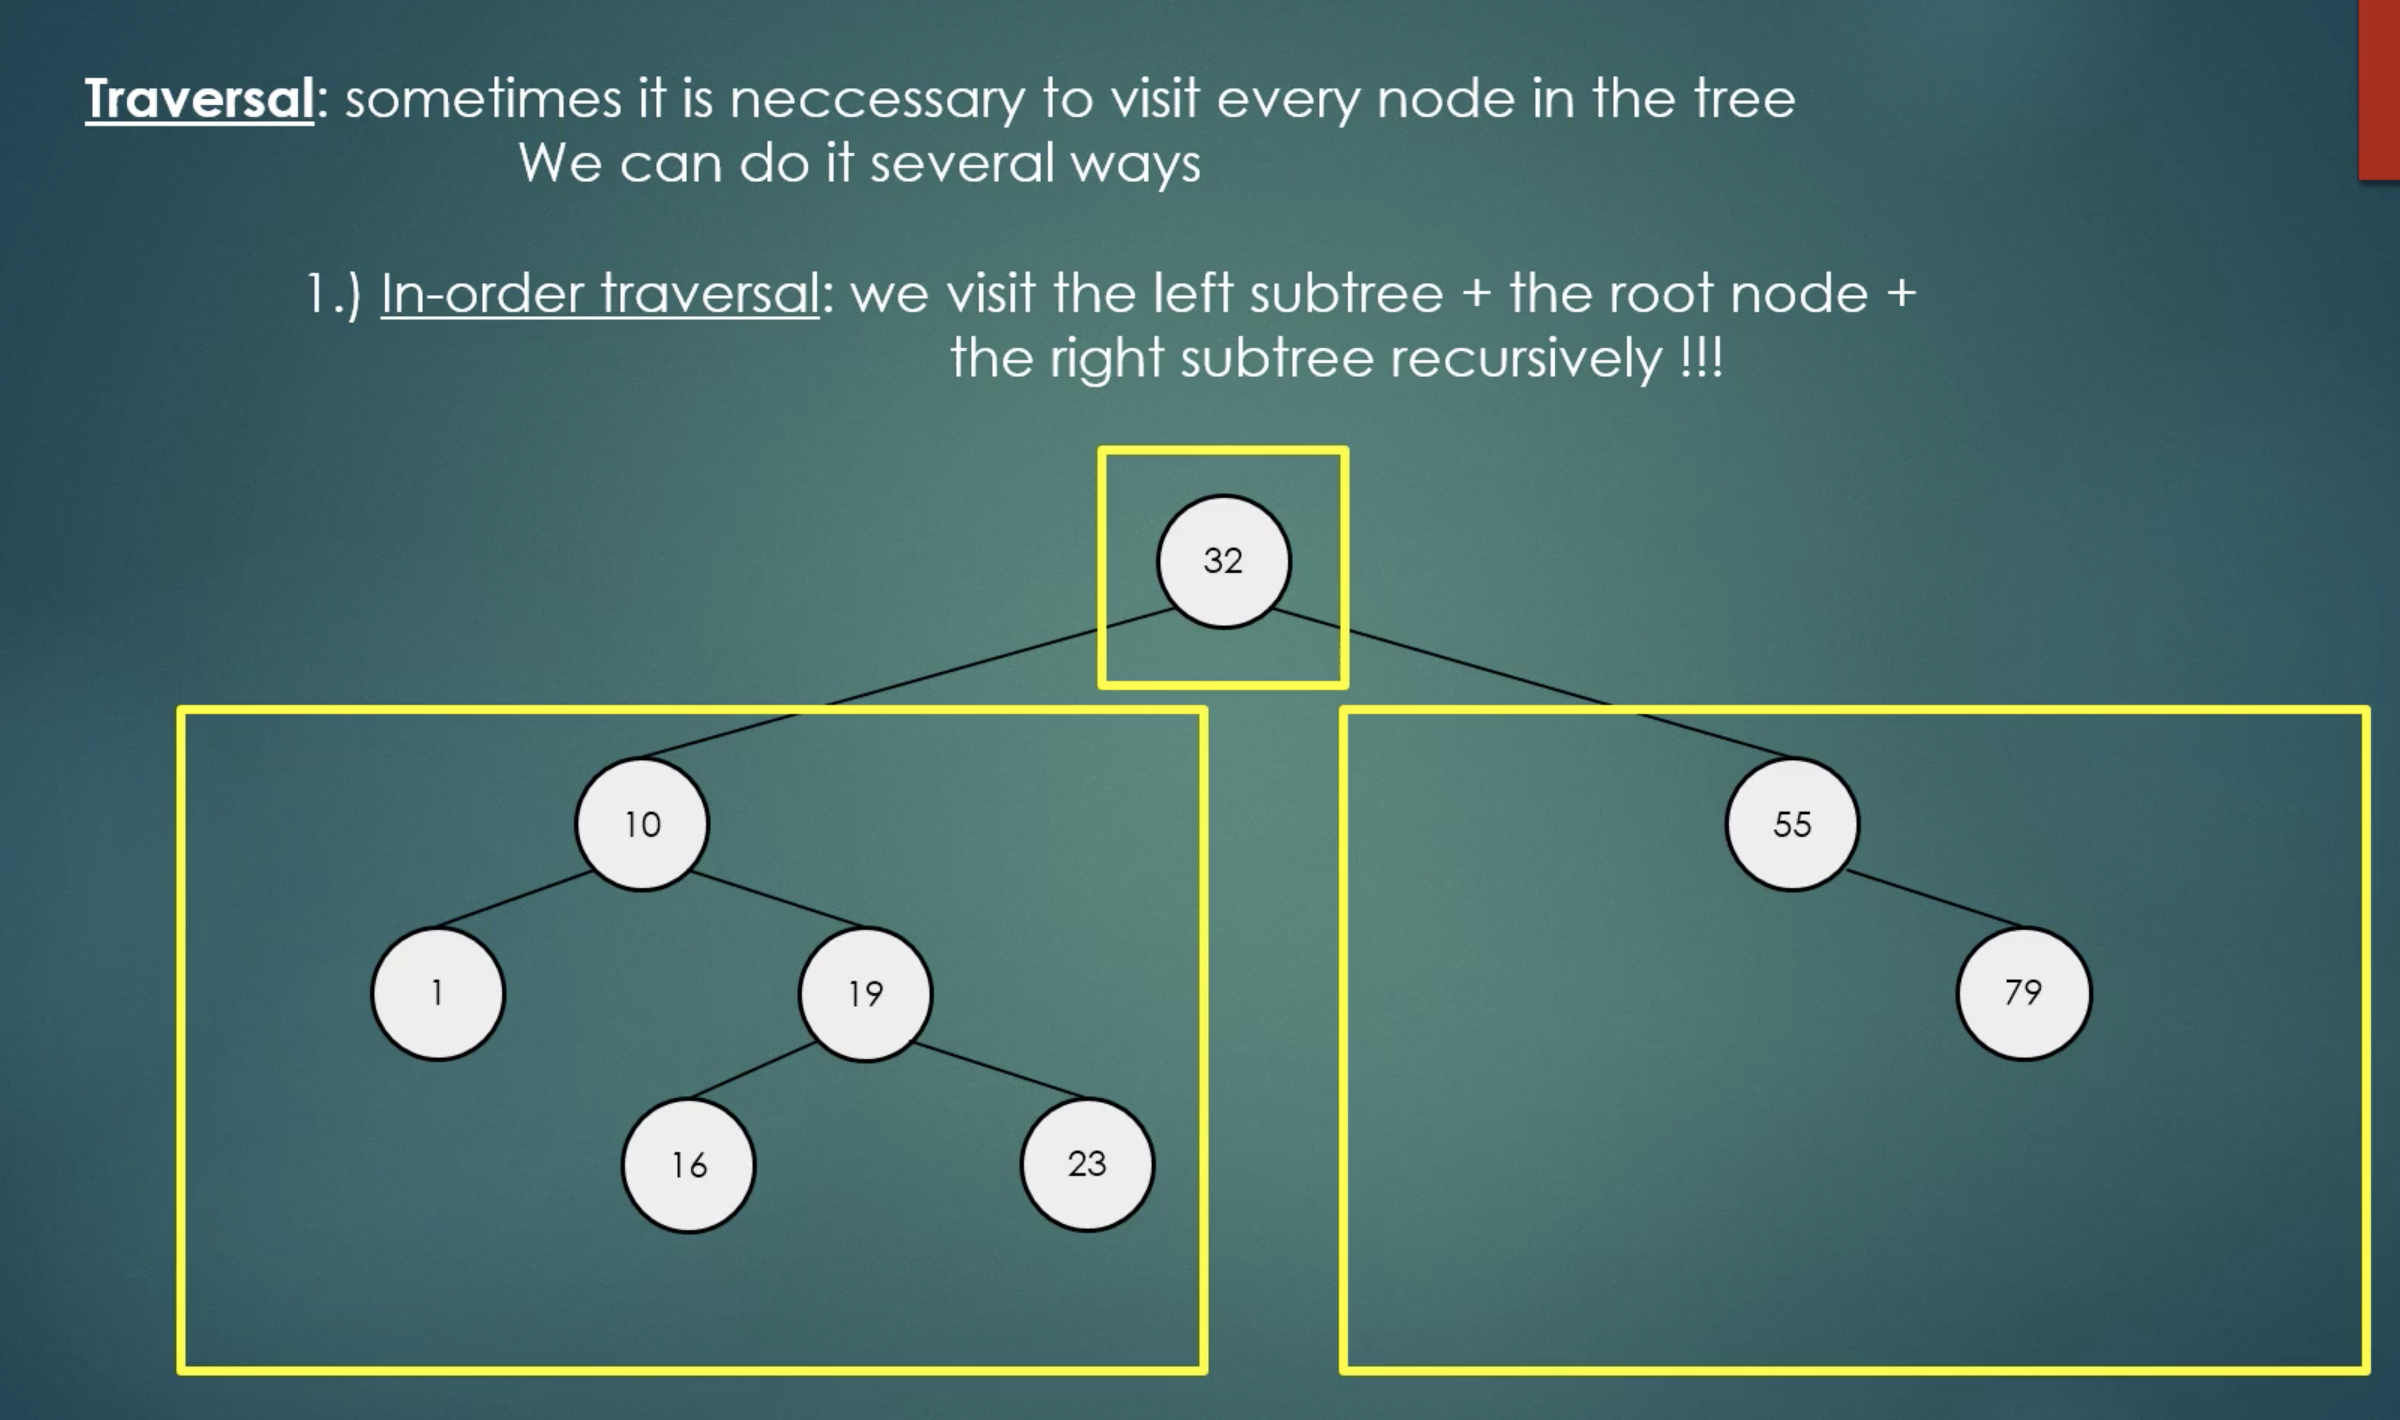 Traversal: sometimes it is neccessary to visit every node in the tree
We can do it several ways
1.) In-order traversal: we visit the left subtree + the root node +
the right subtree recursively !!!
32
10
55
1
19
79
16
23